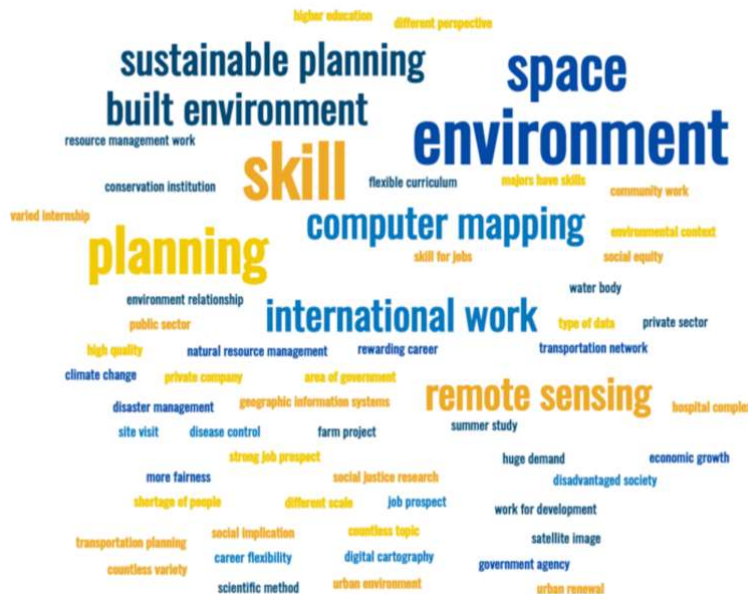 higher education
different perspective
sustainable planning
space
built environment
environment
resource management work
skill
conservation institution
flexible curriculum
majors have skills
community work
varied internship
computer mapping
environmental context
planning
skill for jobs
social equity
environment relationship
water body
international work
public sector
type of data
private sector
high quality
natural resource management
rewarding career
transportation network
climate change
private company
area of government
remote sensing
disaster management
geographic information systems
hospital complex
site visit
disease control
farm project
summer study
strong job prospect
huge demand
economic growth
more fairness
social justice research
disadvantaged society
shortage of people
different scale
job prospect
work for development
transportation planning
social implication
countless topic
satellite image
career flexibility
digital cartography
government agency
countless variety
scientific method
urban environment
urban renewal